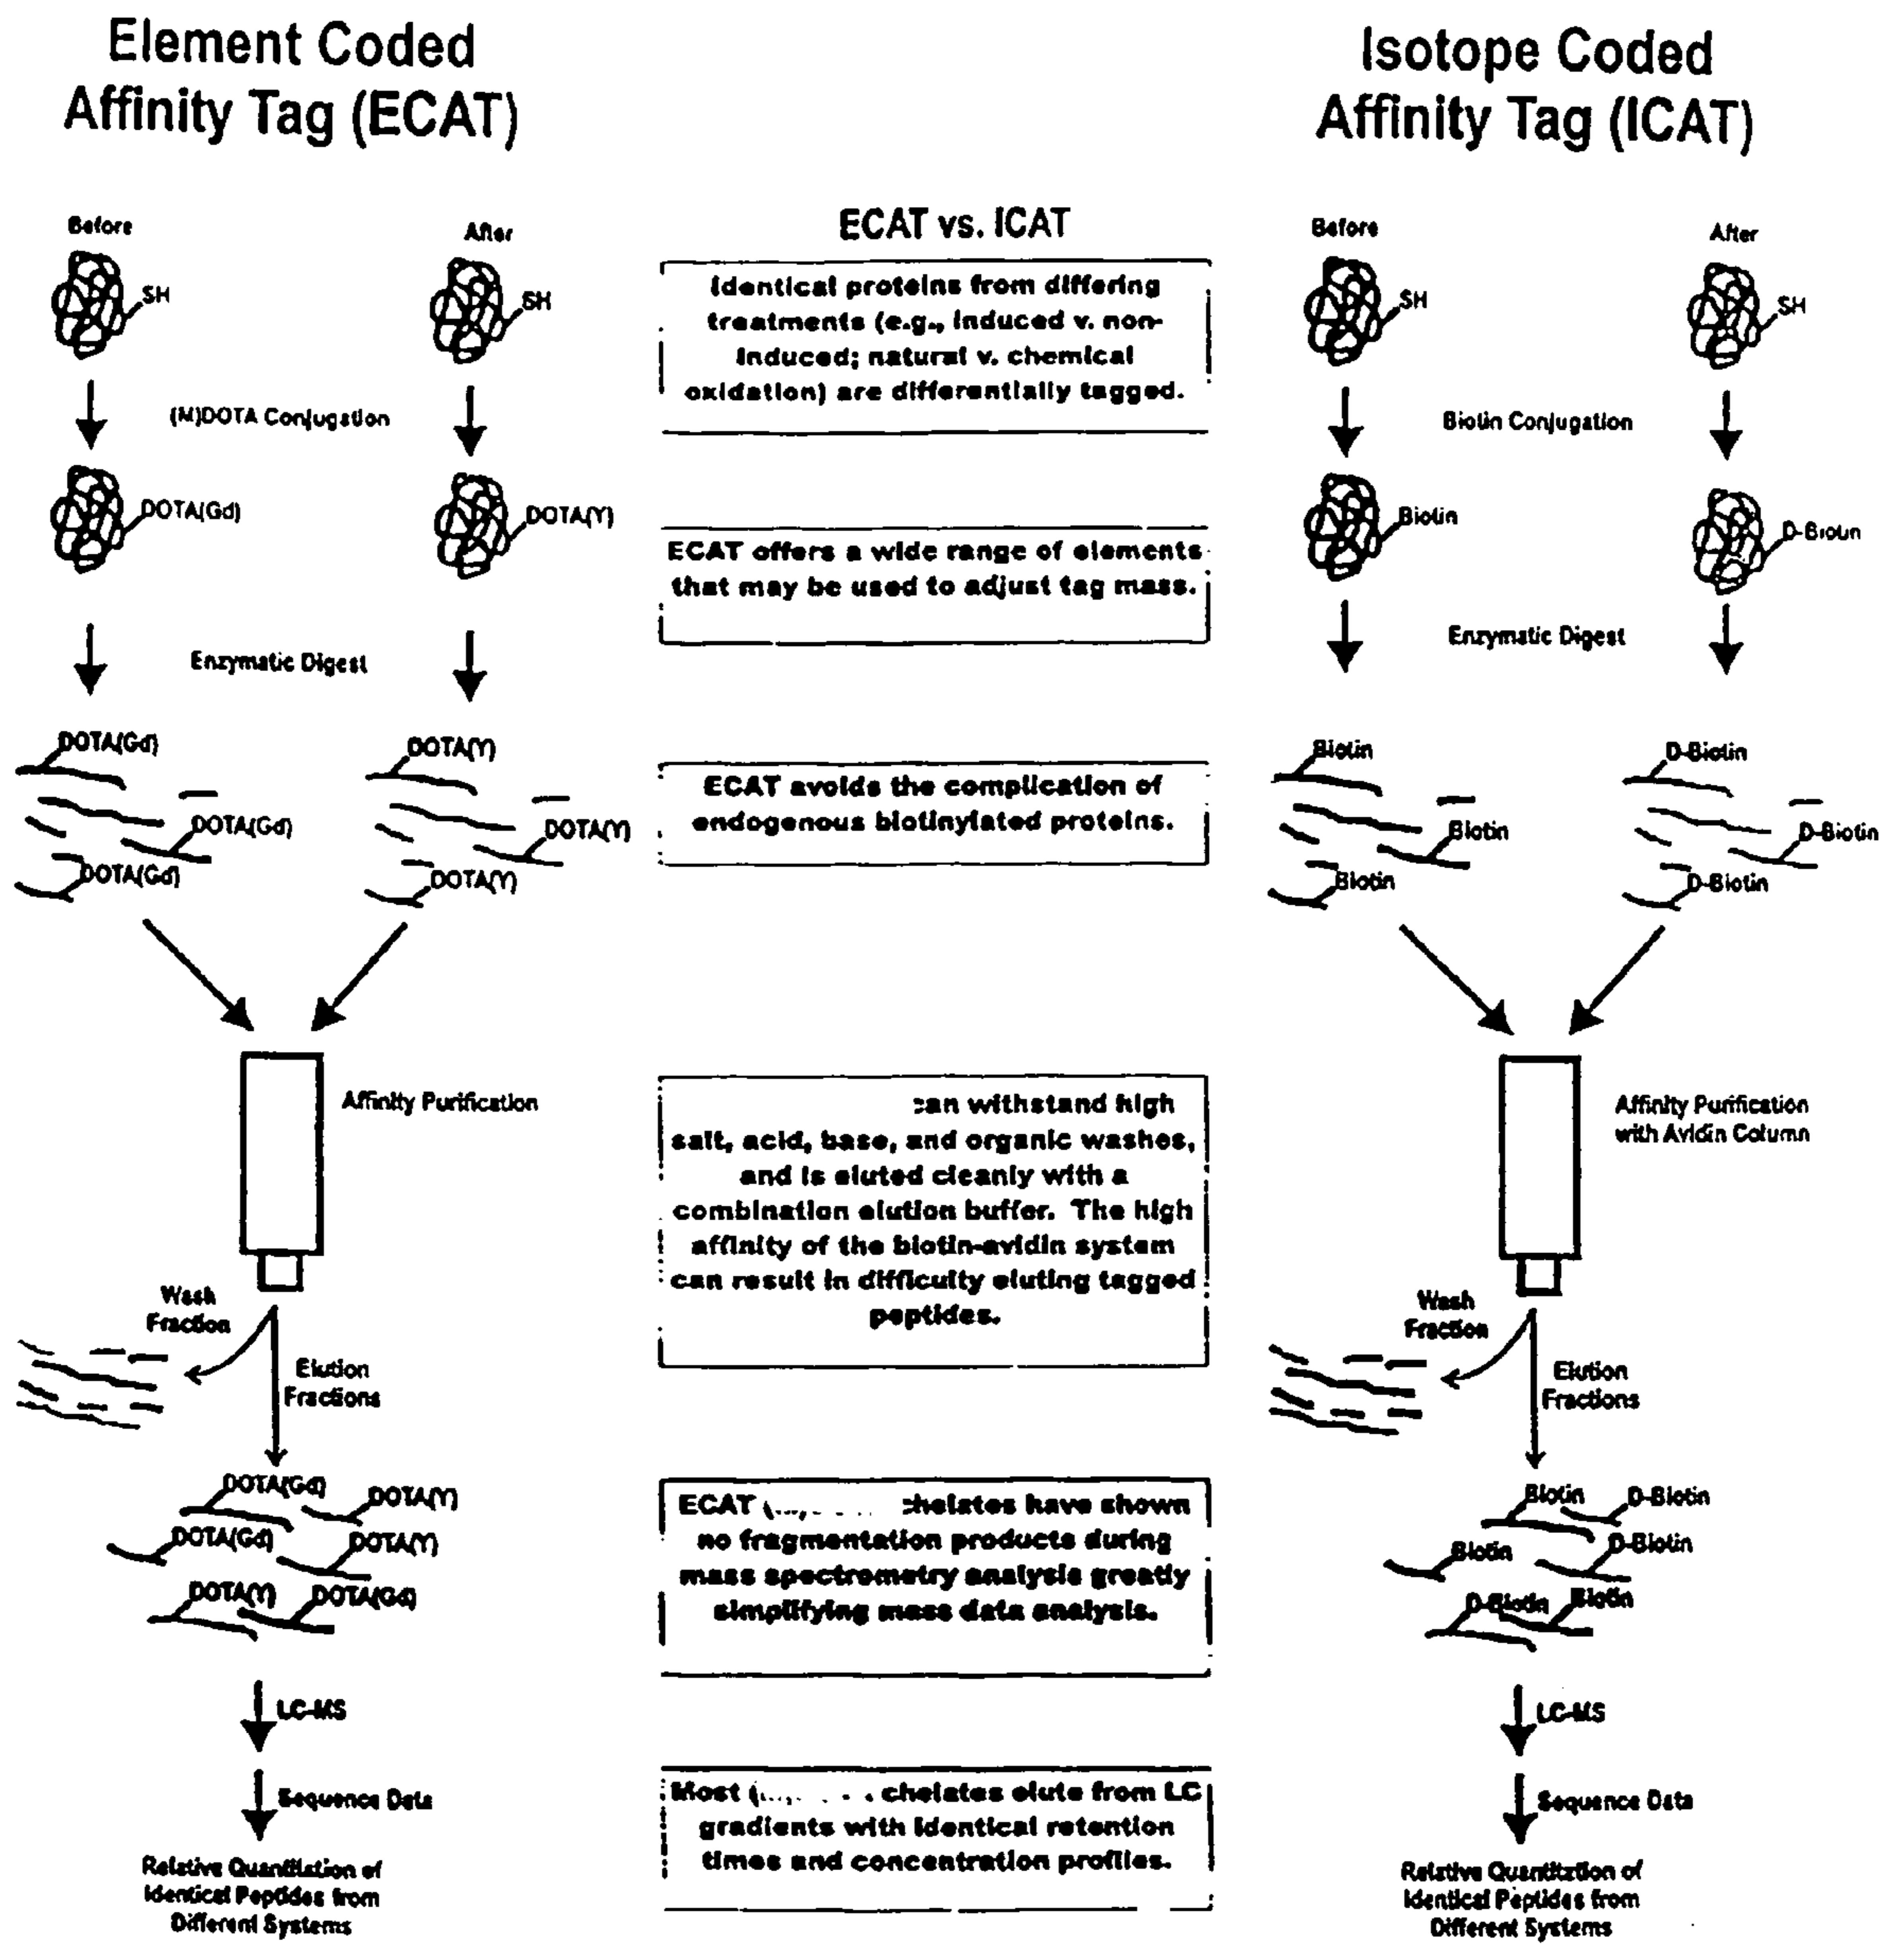 Element Coded
Affinity Tag (ECAT)
Before
After
SH
SH
(M)DOTA Conjugation
DOTA(Gd)
DOTA(Y)
Enzymatic Digest
DOTA(Gd)
DOTA(Y)
DOTA(Gd)
DOTA(Y)
DOTA(Gd)
DOTA(Y)
Affinity Purification
Wash
Fraction
Elution
Fractions
DOTA(Gd)
DOTA(Y)
DOTA(Gd)
DOTA(Y)
DOTA(Y)
DOTA(Gd)
LC-MS
Sequence Data
Relative Quantitation of
Identical Peptides from
Different Systems
ECAT vs. ICAT
Identical proteins from differing
treatments (e.g., induced v. non-
induced; natural v. chemical
oxidation) are differentially tagged.
ECAT offers a wide range of elements
that may be used to adjust tag mass.
ECAT avoids the complication of
endogenous biotinylated proteins.
can withstand high
salt, acid, base, and organic washes,
and is eluted cleanly with a
combination elution buffer. The high
affinity of the biotin-avidin system
can result in difficulty eluting tagged
peptides.
ECAT chelates have shown
no fragmentation products during
mass spectrometry analysis greatly
simplifying mass data analysis.
Most chelates elute from LC
gradients with identical retention
times and concentration profiles.
Isotope Coded
Affinity Tag (ICAT)
Before
After
SH
SH
Biotin Conjugation
Biotin
D-Biotin
Enzymatic Digest
Biotin
D-Biotin
Biotin
D-Biotin
Biotin
D-Biotin
Affinity Purification
with Avidin Column
Wash
Fraction
Elution
Fractions
Biotin
D-Biotin
Biotin
D-Biotin
D-Biotin
Biotin
LC-MS
Sequence Data
Relative Quantization of
Identical Peptides from
Different Systems